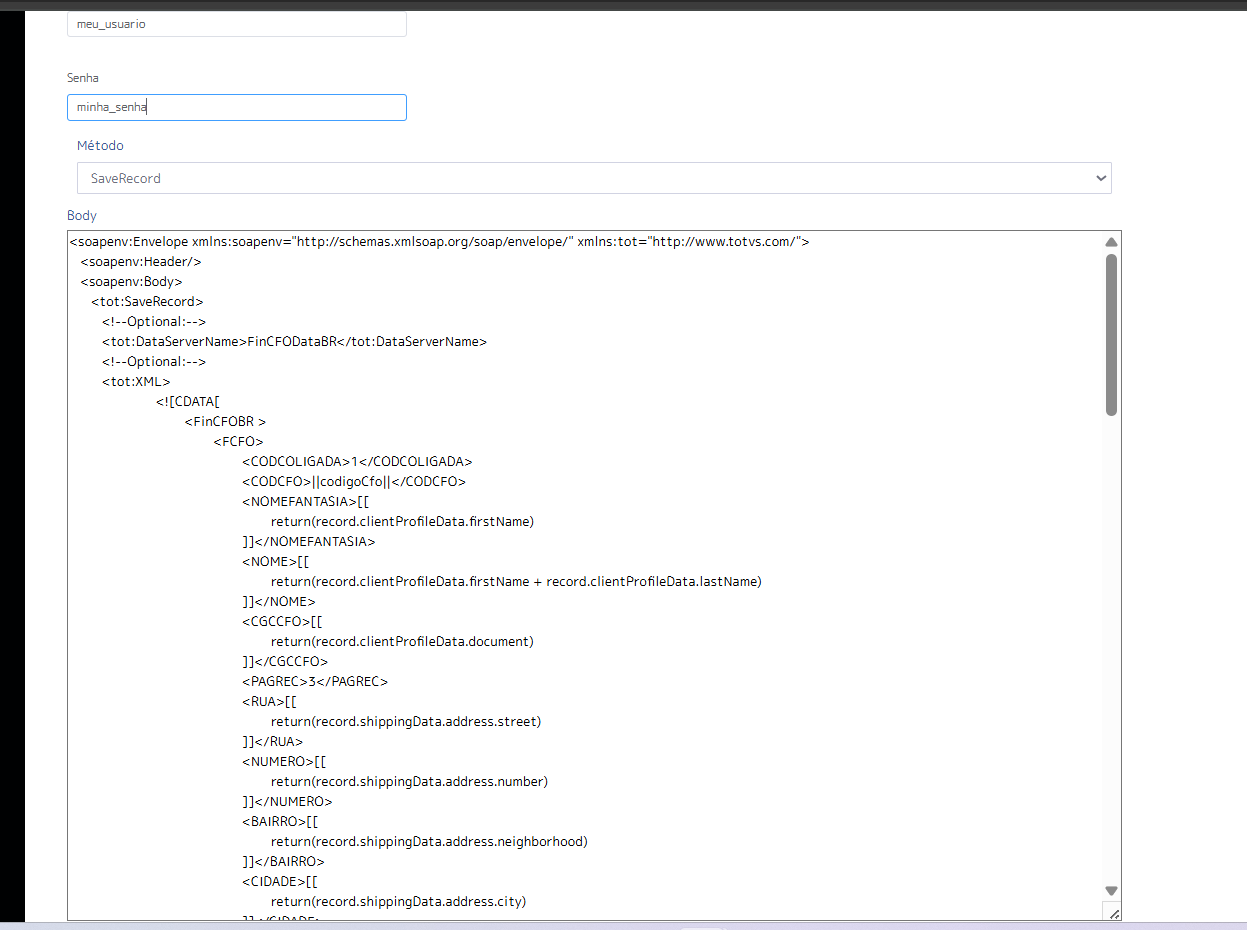 meu_usuario
Senha
minha_senha
Método
SaveRecord
Body
<soapenv:Envelope xmlns:soapenv="http://schemas.xmlsoap.org/soap/envelope/" xmlns:tot="http://www.totvs.com/">
<soapenv:Header/>
<soapenv:Body>
<tot:SaveRecord>
<!--Optional:-->
<tot:DataServerName>FinCFODataBR</tot:DataServerName>
<!--Optional:-->
<tot:XML>
<![CDATA[
<FinCFOBR >
<FCFO>
<CODCOLIGADA>1</CODCOLIGADA>
<CODCFO>||codigoCfo||</CODCFO>
<NOMEFANTASIA>[[
return(record.clientProfileData.firstName)
]]</NOMEFANTASIA>
<NOME>[[
return(record.clientProfileData.firstName + record.clientProfileData.lastName)
]]</NOME>
<CGCCFO>[[
return(record.clientProfileData.document)
]]</CGCCFO>
<PAGREC>3</PAGREC>
<RUA>[[
return(record.shippingData.address.street)
]]</RUA>
<NUMERO>[[
return(record.shippingData.address.number)
]]</NUMERO>
<BAIRRO>[[
return(record.shippingData.address.neighborhood)
]]</BAIRRO>
<CIDADE>[[
return(record.shippingData.address.city)
]]</CIDADE>